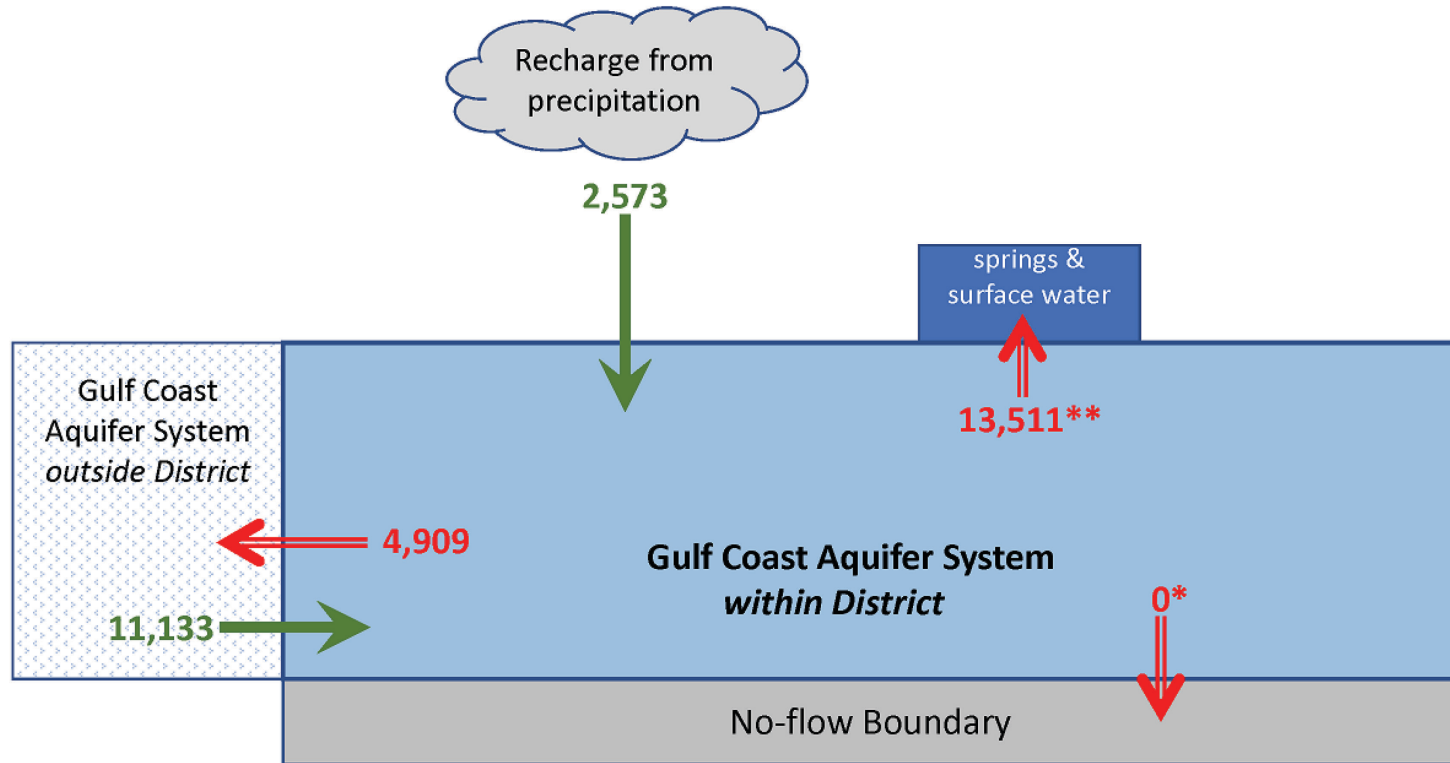 Recharge from
precipitation
2,573
springs &
surface water
13,511**
Gulf Coast
Aquifer System
outside District
4,909
11,133
Gulf Coast Aquifer System
within District
0*
No-flow Boundary